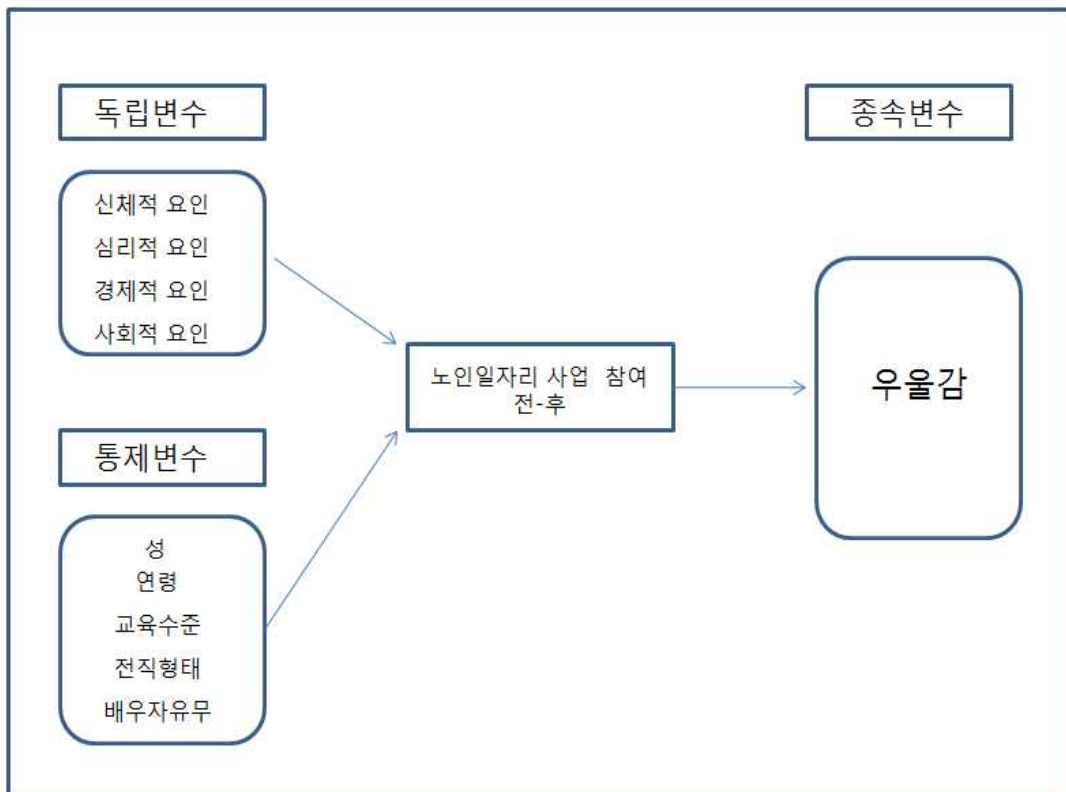 독립변수
신체적 요인
심리적 요인
경제적 요인
사회적 요인
통제변수
성
연령
교육수준
전직형태
배우자유무
노인일자리 사업 참여
전-후
종속변수
우울감